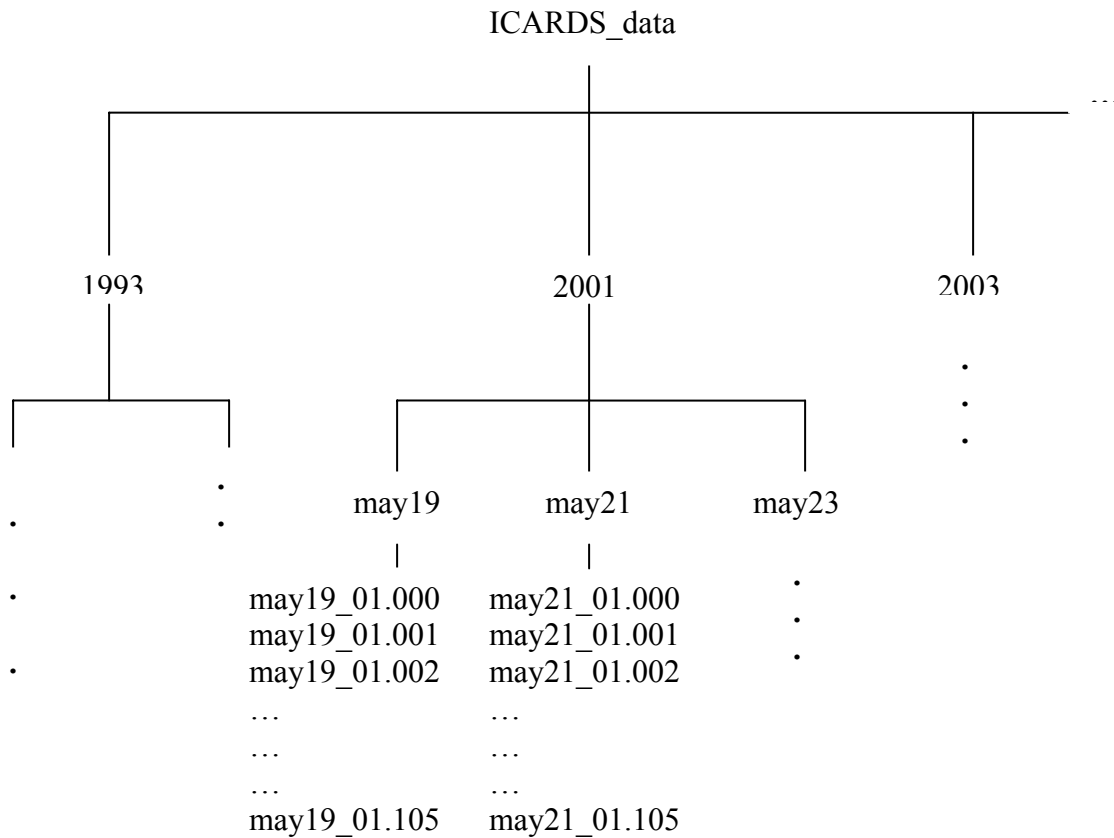 ICARDS_data
…
1993 2001 2003
may19 may21 may23
may19_01.000 may21_01.000
may19_01.001 may21_01.001
may19_01.002 may21_01.002
… …
… …
… …
may19_01.105 may21_01.105